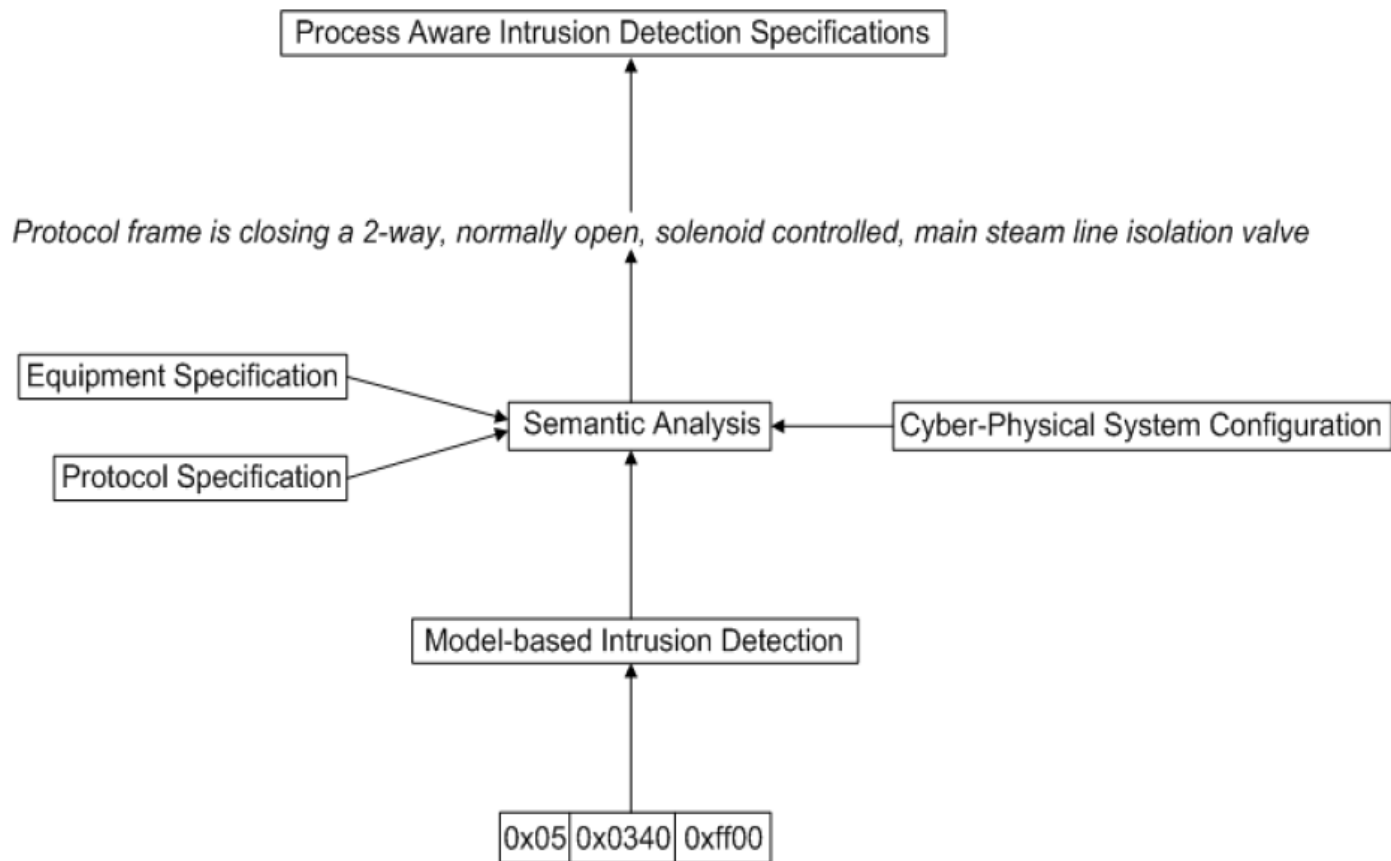 Process Aware Intrusion Detection Specifications
Protocol frame is closing a 2-way, normally open, solenoid controlled, main steam line isolation valve
Equipment Specification
Semantic Analysis
Cyber-Physical System Configuration
Protocol Specification
Model-based Intrusion Detection
0x05 0x0340 0xff00